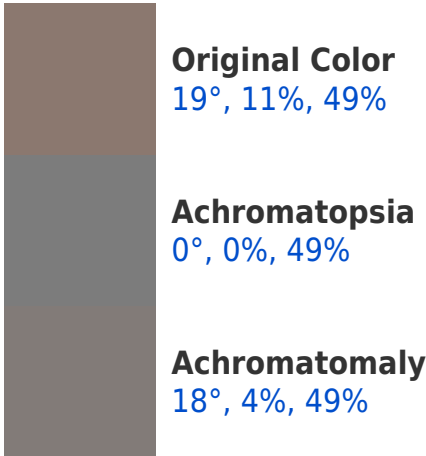 Original Color
19°, 11%, 49%
Achromatopsia
0°, 0%, 49%
Achromatomaly
18°, 4%, 49%